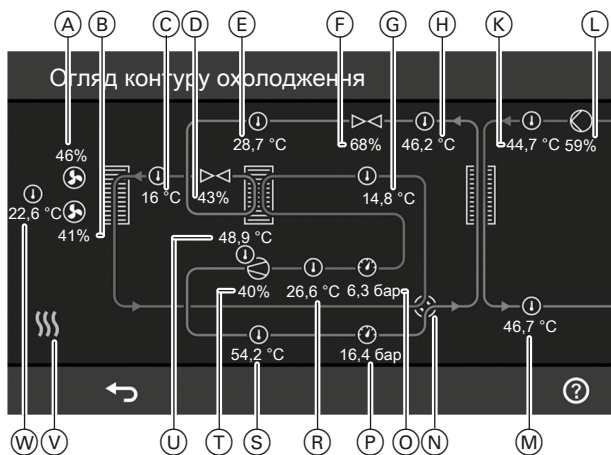 A B C D E F G H K L
Огляд контуру охолодження
28,7 °C 68% 46,2 °C 44,7 °C 59%
46%
16 °C 43% 14,8 °C
22,6 °C
41% 48,9 °C
40% 26,6 °C 6,3 бар
46,7 °C
54,2 °C 16,4 бар
?
W V U T S R P O N M